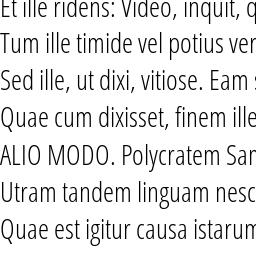 Et ille ridens: Video, inquit, q
Tum ille timide vel potius ver
Sed ille, ut dixi, vitiose. Eam
Quae cum dixisset, finem ille
ALIO MODO. Polycratem Sam
Utram tandem linguam nesc
Quae est igitur causa istarum